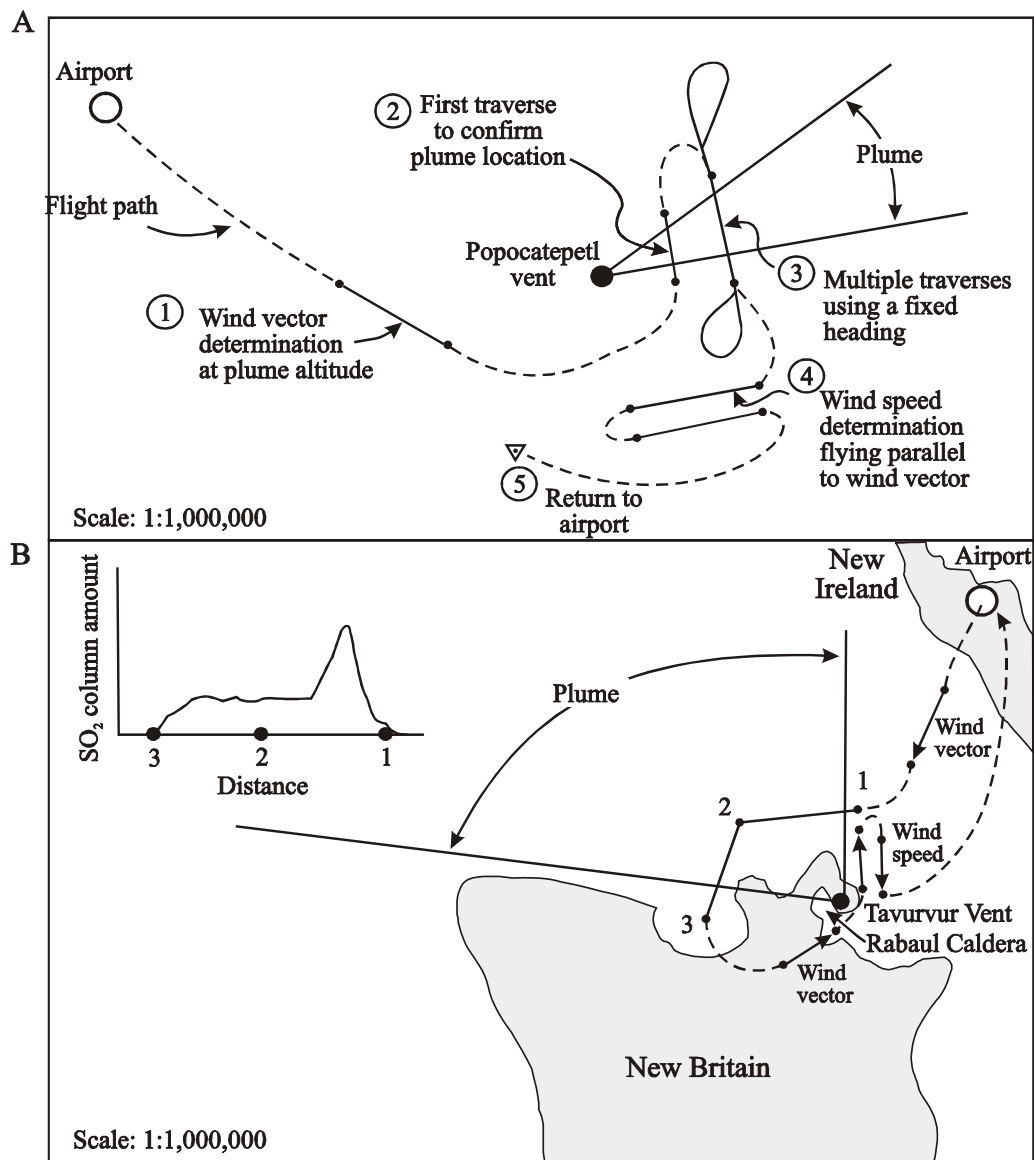 A
Airport
Flight path
1
Wind vector
determination
at plume altitude
2
First traverse
to confirm
plume location
Popocatepetl
vent
Plume
3
Multiple traverses
using a fixed
heading
4
Wind speed
determination
flying parallel
to wind vector
5
Return to
airport
Scale: 1:1,000,000
B
SO2 column amount
3
2
1
Distance
Plume
New
Ireland
Airport
Wind
vector
1
2
3
Wind
speed
Tavurvur Vent
Rabaul Caldera
Wind
vector
New Britain
Scale: 1:1,000,000